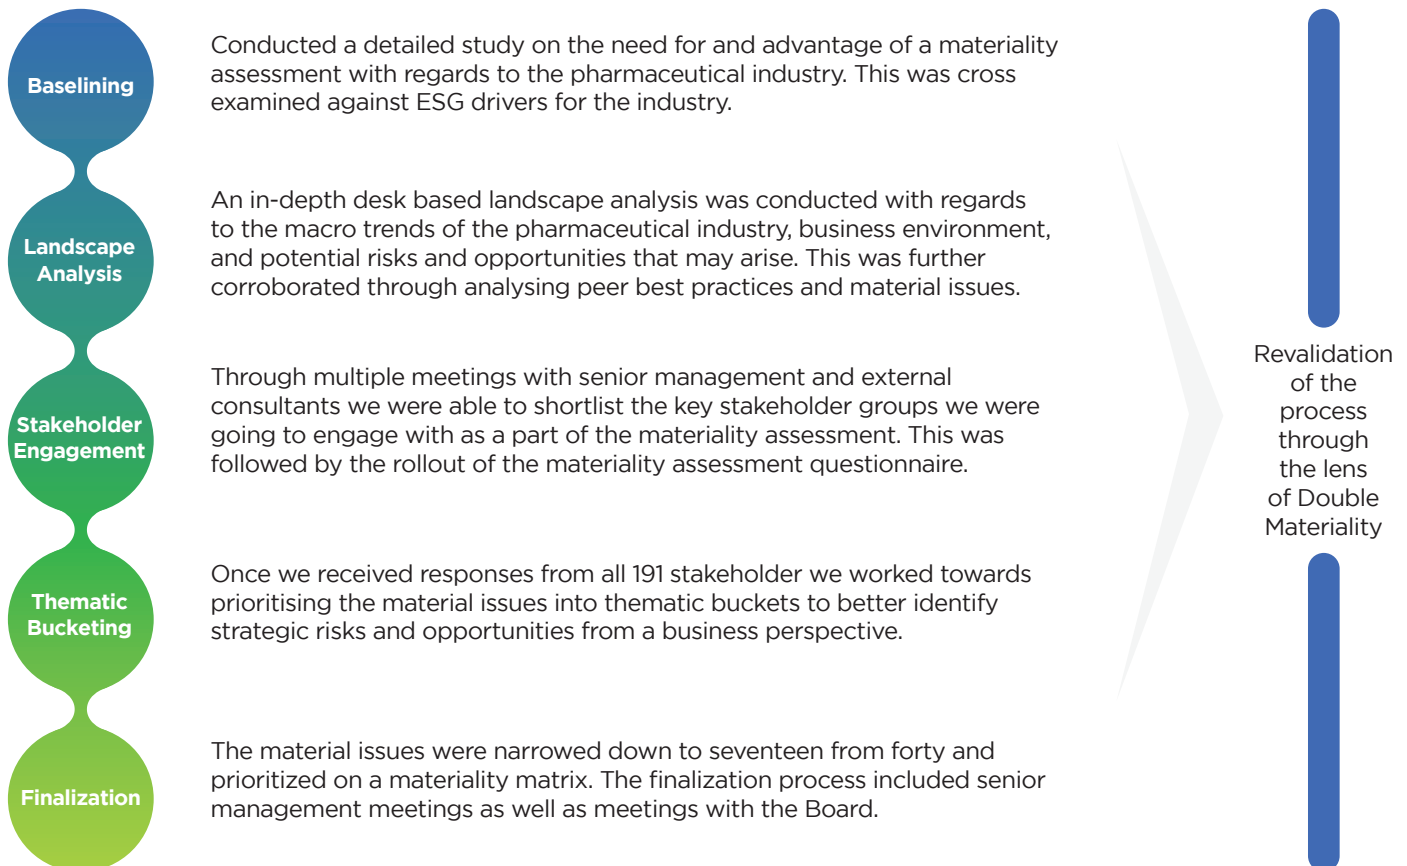 Baselining
Conducted a detailed study on the need for and advantage of a materiality
assessment with regards to the pharmaceutical industry. This was cross
examined against ESG drivers for the industry.
Landscape
Analysis
An in-depth desk based landscape analysis was conducted with regards
to the macro trends of the pharmaceutical industry, business environment,
and potential risks and opportunities that may arise. This was further
corroborated through analysing peer best practices and material issues.
Stakeholder
Engagement
Through multiple meetings with senior management and external
consultants we were able to shortlist the key stakeholder groups we were
going to engage with as a part of the materiality assessment. This was
followed by the rollout of the materiality assessment questionnaire.
Thematic
Bucketing
Once we received responses from all 191 stakeholder we worked towards
prioritising the material issues into thematic buckets to better identify
strategic risks and opportunities from a business perspective.
Finalization
The material issues were narrowed down to seventeen from forty and
prioritized on a materiality matrix. The finalization process included senior
management meetings as well as meetings with the Board.
Revalidation
of the
process
through
the lens
of Double
Materiality